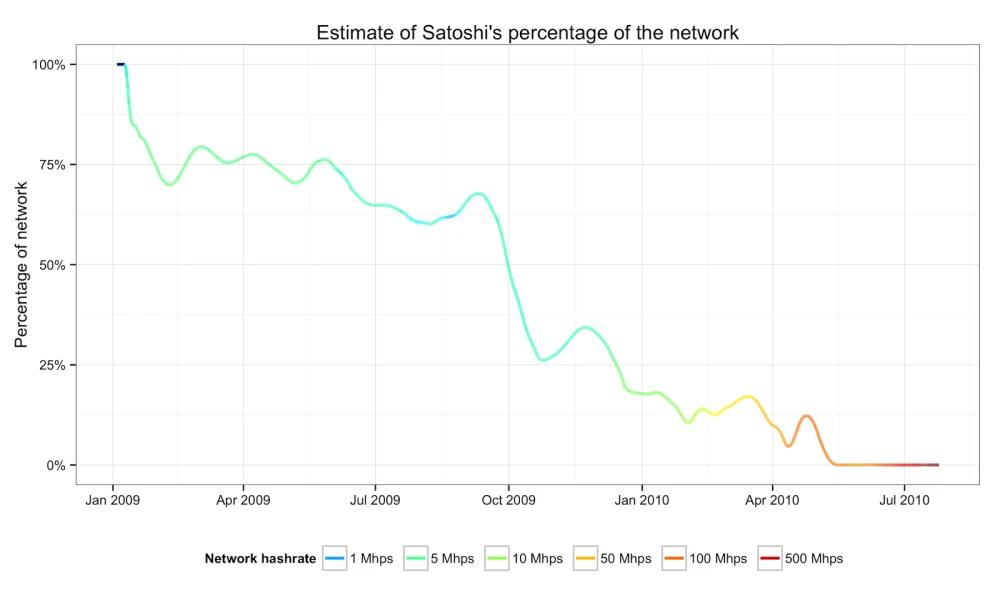 Estimate of Satoshi's percentage of the network
Percentage of network
100%
75%
50%
25%
0%
Jan 2009 Apr 2009 Jul 2009 Oct 2009 Jan 2010 Apr 2010 Jul 2010
Network hashrate 1 Mhps 5 Mhps 10 Mhps 50 Mhps 100 Mhps 500 Mhps